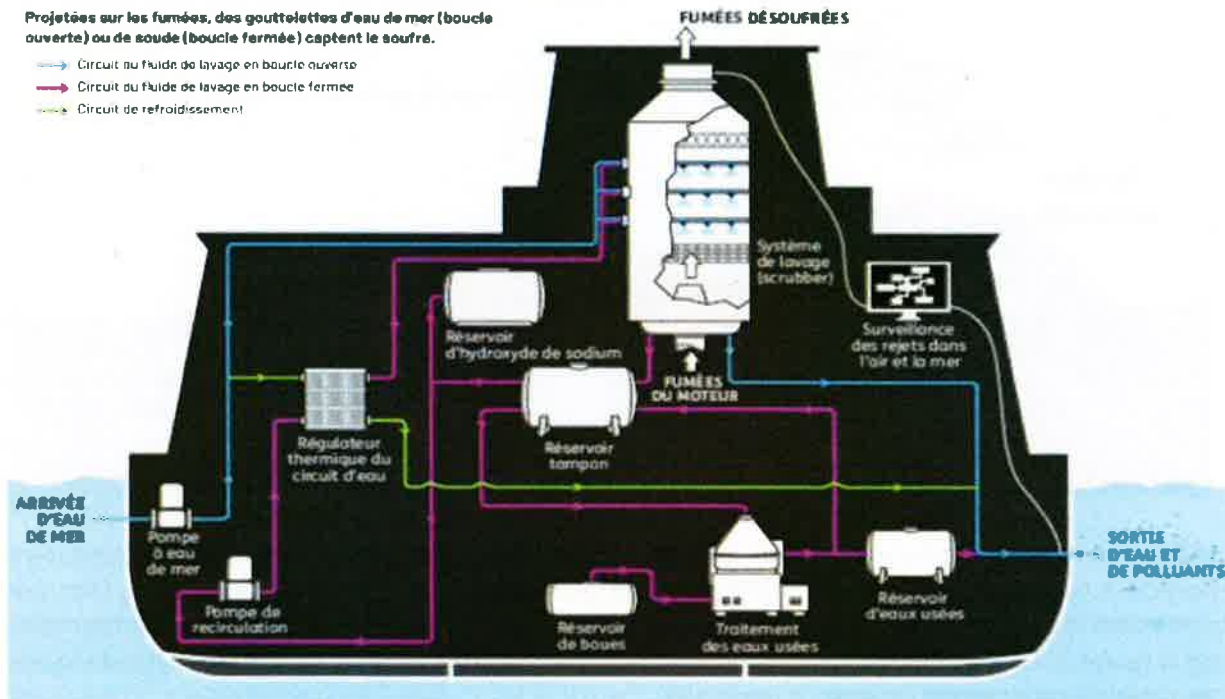 Projetées sur les fumées, des gouttelettes d'eau de mer (boucle
ouverte) ou de soude (boucle fermée) captent le soufre.
Circuit du fluide de lavage en boucle ouverte
Circuit du fluide de lavage en boucle fermée
Circuit de refroidissement
FUMÉES DÉSOUFRÉES
Système
de lavage
(scrubber)
Surveillance
des rejets dans
l'air et la mer
Réservoir
d'hydroxyde de sodium
FUMÉES
DU MOTEUR
Régulateur
thermique du
circuit d'eau
Réservoir
tampon
ARRIVÉE
D'EAU
DE MER
Pompe
à eau
de mer
Pompe de
recirculation
Réservoir
de boues
Traitement
des eaux usées
Réservoir
d'eaux usées
SORTIE
D'EAU ET
DE POLLUANTS